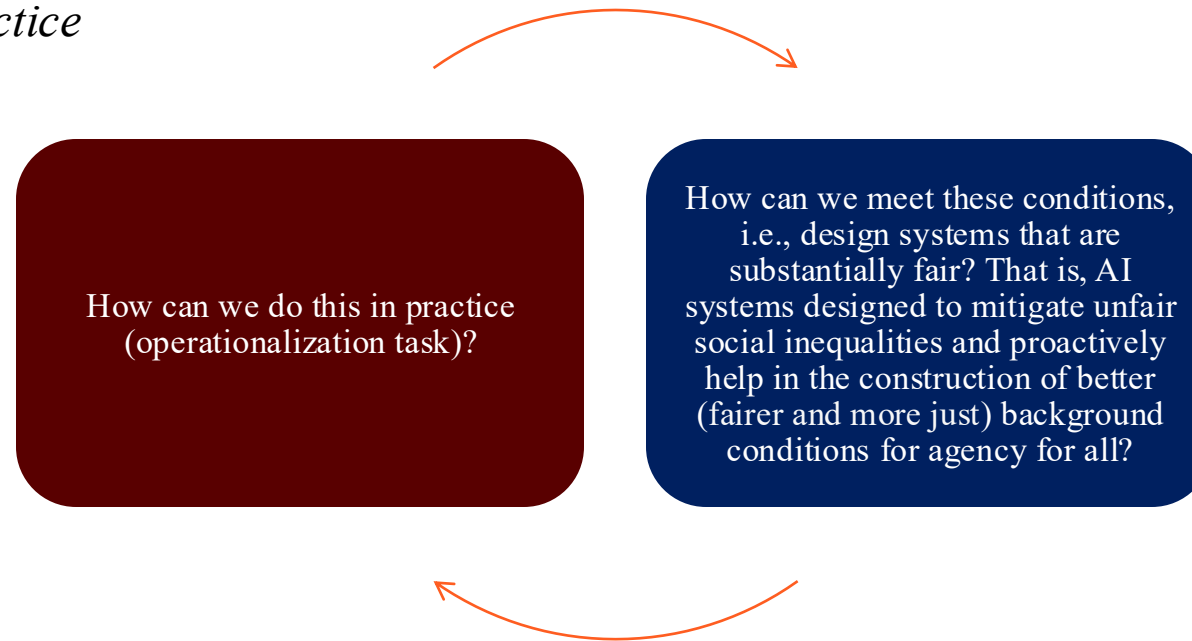 ctice
How can we do this in practice
(operationalization task)?
How can we meet these conditions,
i.e., design systems that are
substantially fair? That is, AI
systems designed to mitigate unfair
social inequalities and proactively
help in the construction of better
(fairer and more just) background
conditions for agency for all?